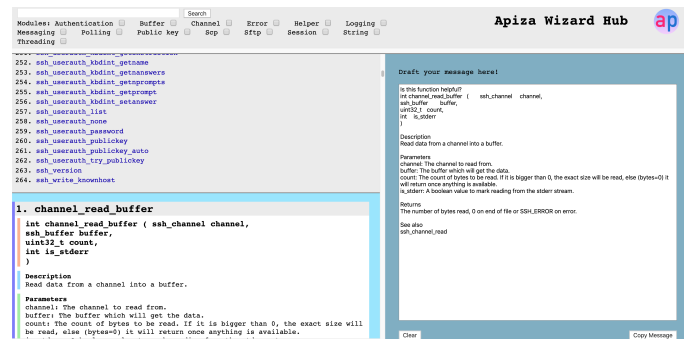 Search
Modules: Authentication Buffer Channel Error Helper Logging
Messaging Polling Public key Scp Sftp Session String
Threading
Apiza Wizard Hub
ap
252. ssh_userauth_kbdint_getname
253. ssh_userauth_kbdint_getnanswers
254. ssh_userauth_kbdint_getnprompts
255. ssh_userauth_kbdint_getprompt
256. ssh_userauth_kbdint_setanswer
257. ssh_userauth_list
258. ssh_userauth_none
259. ssh_userauth_password
260. ssh_userauth_publickey
261. ssh_userauth_publickey_auto
262. ssh_userauth_try_publickey
263. ssh_version
264. ssh_write_knownhost
1. channel_read_buffer
int channel_read_buffer ( ssh_channel channel,
ssh_buffer buffer,
uint32_t count,
int is_stderr
)
Description
Read data from a channel into a buffer.
Parameters
channel: The channel to read from.
buffer: The buffer which will get the data.
count: The count of bytes to be read. If it is bigger than 0, the exact size will
be read, else (bytes=0) it will return once anything is available.
Draft your message here!
Is this function helpful?
int channel_read_buffer ( ssh_channel channel,
ssh_buffer buffer,
uint32_t count,
int is_stderr
)
Description
Read data from a channel into a buffer.
Parameters
channel: The channel to read from.
buffer: The buffer which will get the data.
count: The count of bytes to be read. If it is bigger than 0, the exact size will be read, else (bytes=0) it
will return once anything is available.
is_stderr: A boolean value to mark reading from the stderr stream.
Returns
The number of bytes read, 0 on end of file or SSH_ERROR on error.
See also
ssh_channel_read
Clear
Copy Message